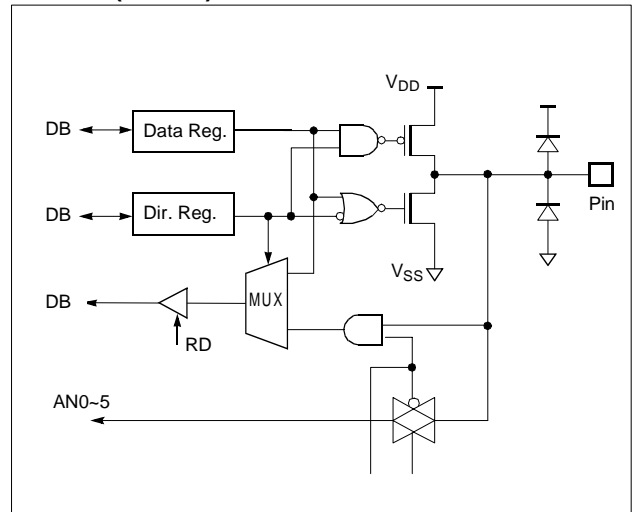 VDD
DB
Data Reg.
DB
Dir. Reg.
Pin
VSS
MUX
DB
RD
AN0~5